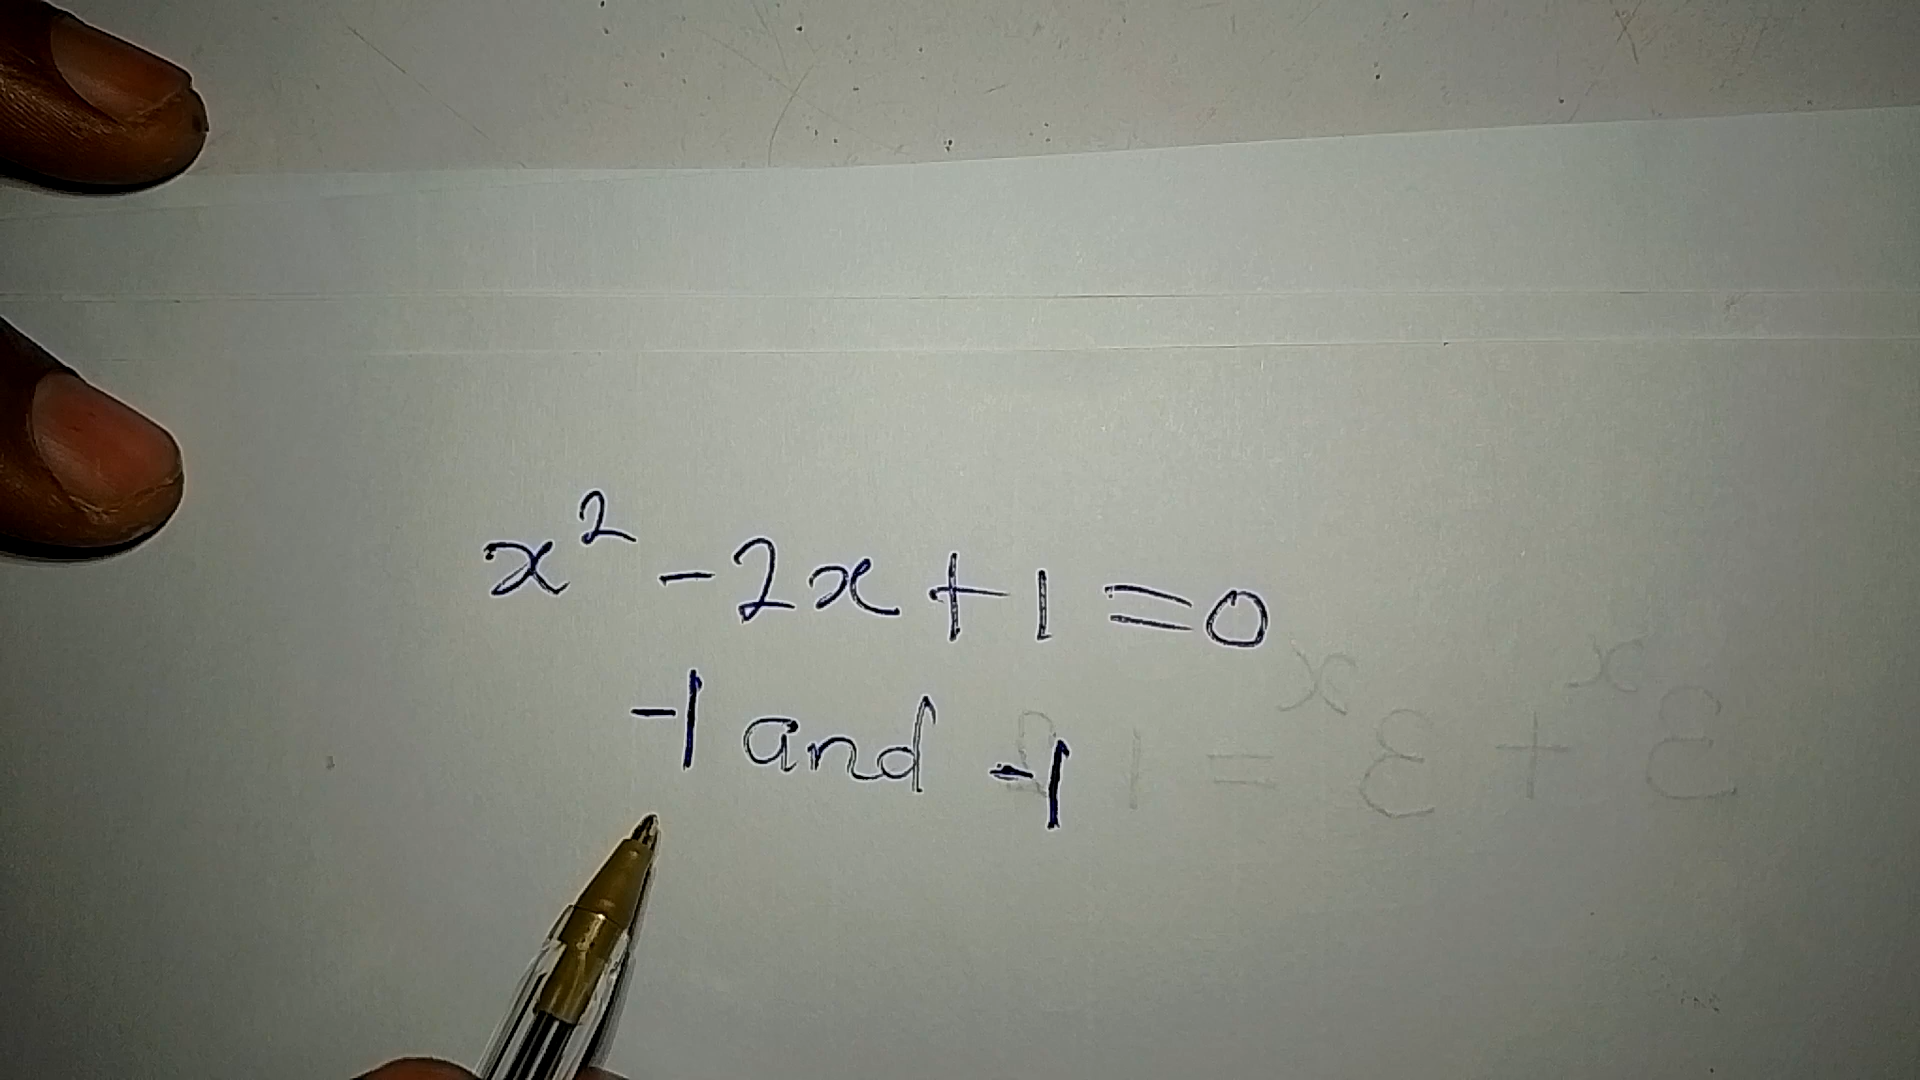 x² - 2x + 1 = 0
-1 and -1